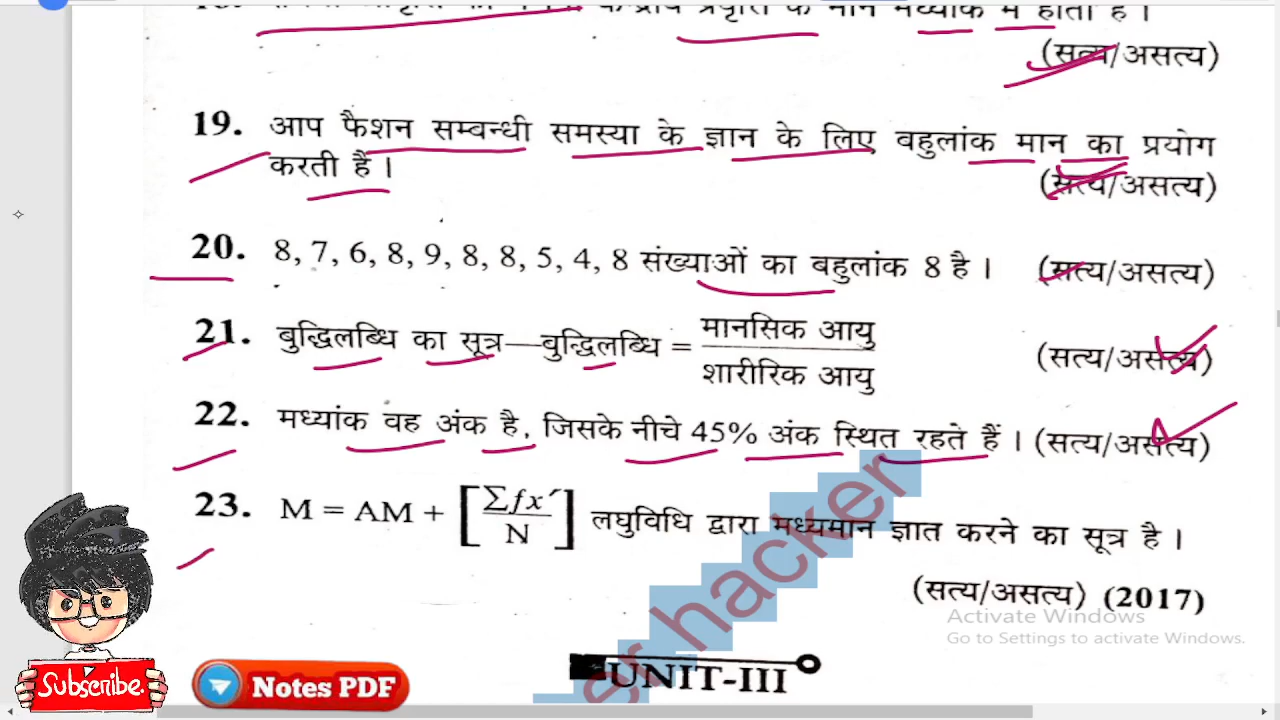 के मान मध्यांक में होता है ।
(सत्य/असत्य)
19. आप फैशन सम्बन्धी समस्या के ज्ञान के लिए बहुलांक मान का प्रयोग
करती हैं । (सत्य/असत्य)
20. 8, 7, 6, 8, 9, 8, 8, 5, 4, 8 संख्याओं का बहुलांक 8 है । (सत्य/असत्य)
21. बुद्धिलब्धि का सूत्र—बुन्द्धिलब्धि = मानसिक आयु / शारीरिक आयु (सत्य/असत्य)
22. मध्यांक वह अंक है, जिसके नीचे 45% अंक स्थित रहते हैं । (सत्य/असत्य)
23. M = AM + [Σfx′/N] लघुविधि द्वारा मध्यमान ज्ञात करने का सूत्र है ।
(सत्य/असत्य) (2017)
Activate Windows
Go to Settings to activate Windows.
UNIT-III
er hacker
Subscribe.
Notes PDF